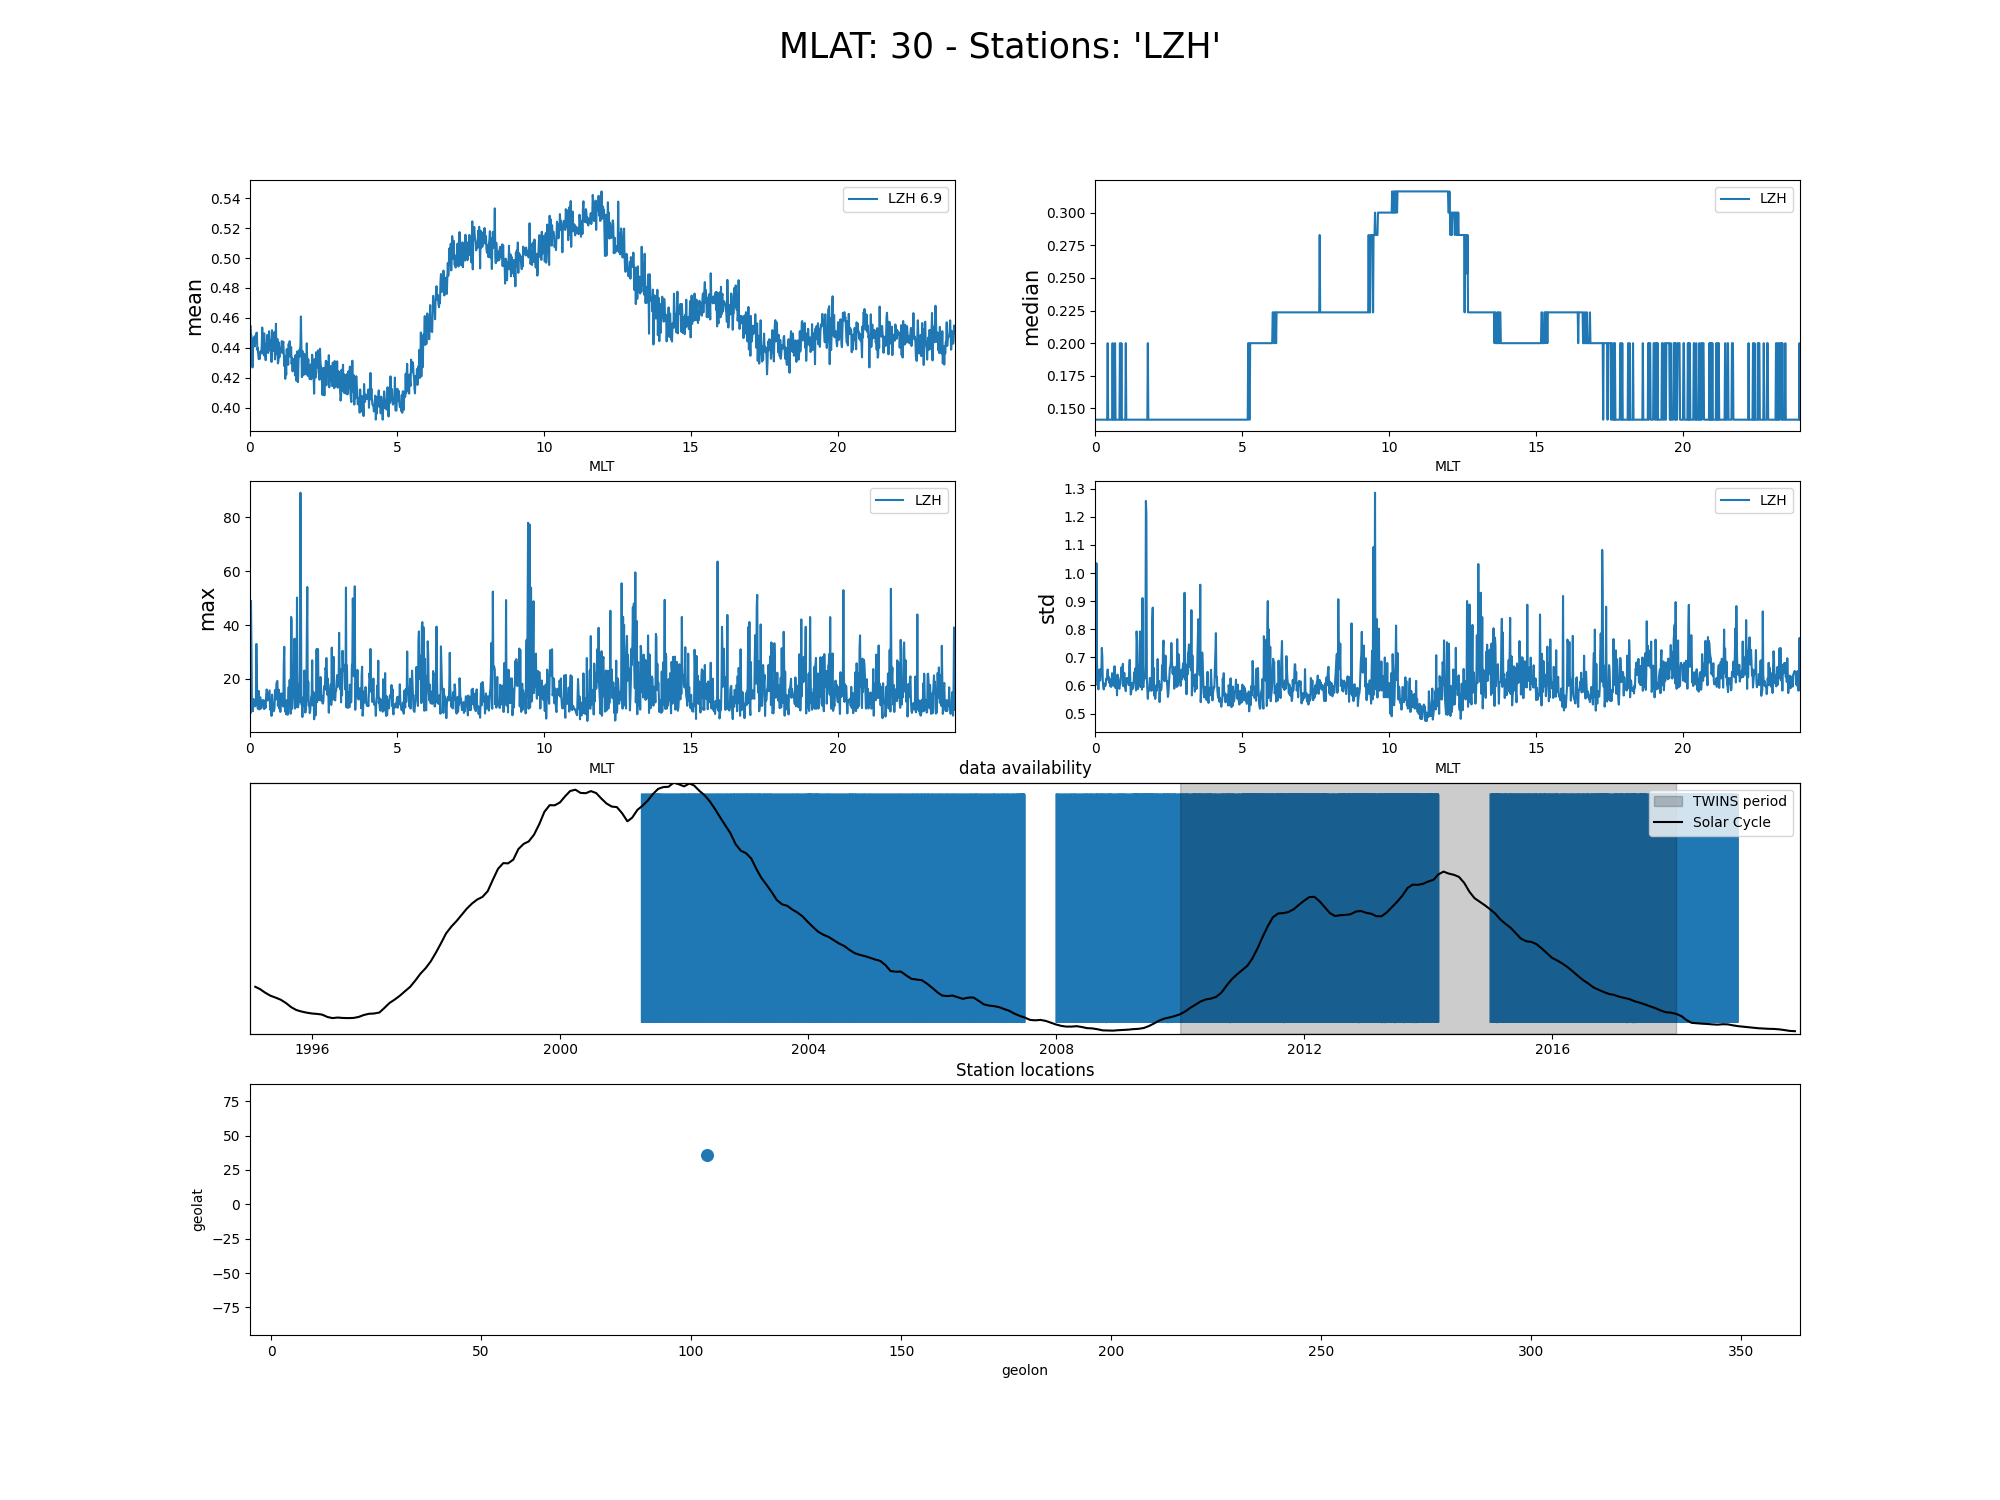 MLAT: 30 - Stations: 'LZH'
mean
0.54
0.52
0.50
0.48
0.46
0.44
0.42
0.40
LZH 6.9
0 5 10 15 20
MLT
median
0.300
0.275
0.250
0.225
0.200
0.175
0.150
LZH
0 5 10 15 20
MLT
max
80
60
40
20
LZH
0 5 10 15 20
MLT
std
1.3
1.2
1.1
1.0
0.9
0.8
0.7
0.6
0.5
LZH
0 5 10 15 20
MLT
data availability
TWINS period
Solar Cycle
1996 2000 2004 2008 2012 2016
Station locations
geolat
75
50
25
0
−25
−50
−75
0 50 100 150 200 250 300 350
geolon